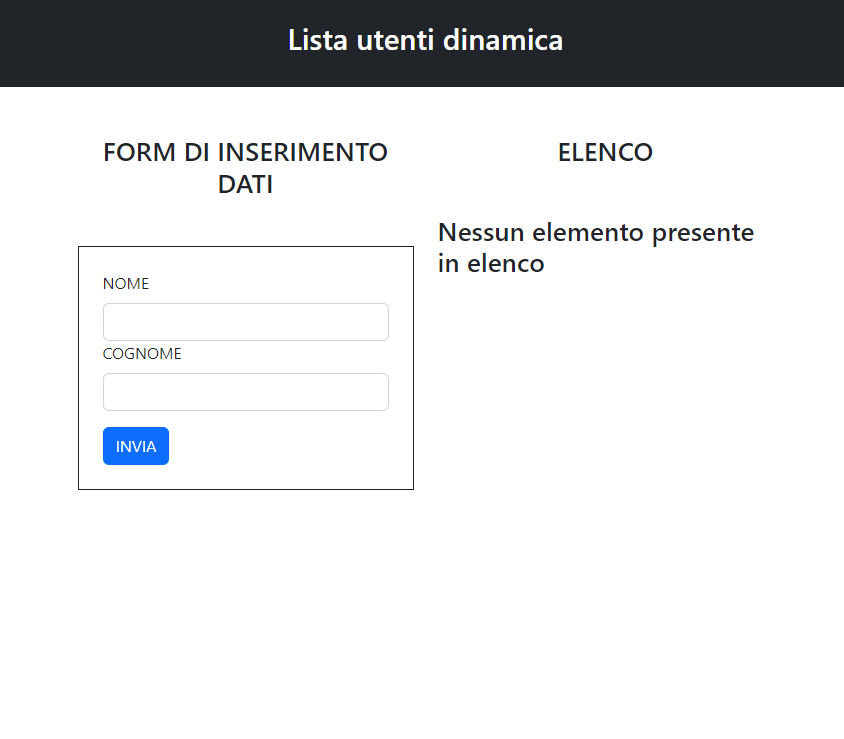 Lista utenti dinamica
FORM DI INSERIMENTO
DATI
NOME
COGNOME
INVIA
ELENCO
Nessun elemento presente
in elenco